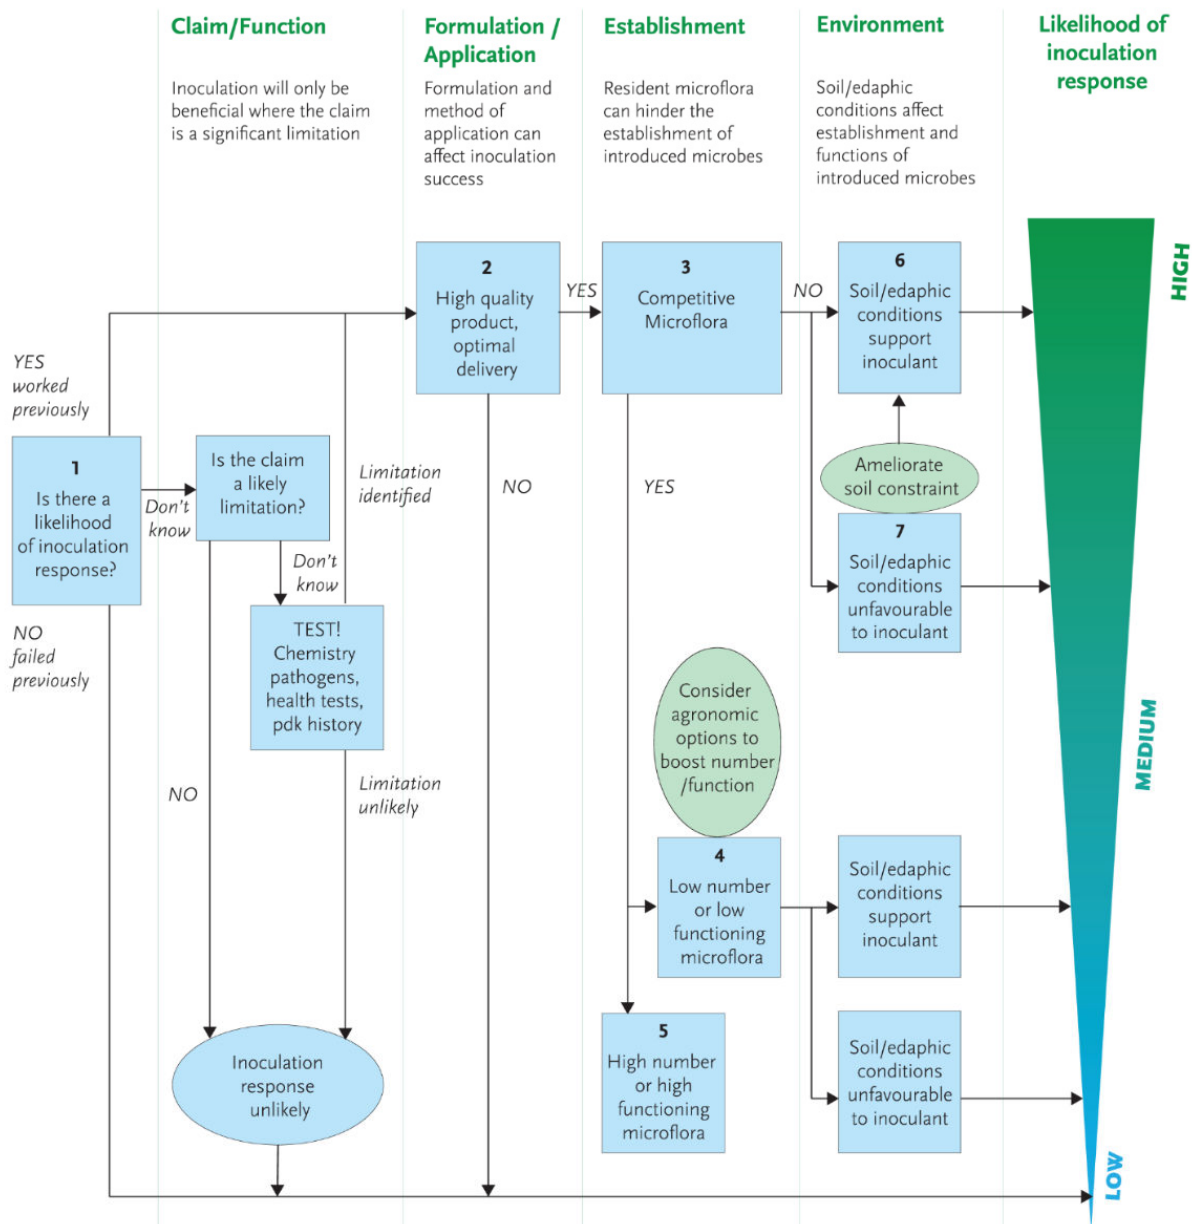 Claim/Function
Inoculation will only be
beneficial where the claim
is a significant limitation
Formulation /
Application
Formulation and
method of
application can
affect inoculation
success
Establishment
Resident microflora
can hinder the
establishment of
introduced microbes
Environment
Soil/edaphic
conditions affect
establishment and
functions of
introduced microbes
Likelihood of
inoculation
response
HIGH
MEDIUM
LOW
YES
worked
previously
1
Is there a
likelihood
of inoculation
response?
NO
failed
previously
Don't
know
Is the claim
a likely
limitation?
Don't
know
NO
TEST!
Chemistry
pathogens,
health tests,
pdk history
Limitation
identified
Limitation
unlikely
Inoculation
response
unlikely
2
High quality
product,
optimal
delivery
YES
NO
3
Competitive
Microflora
NO
YES
Consider
agronomic
options to
boost number
/function
4
Low number
or low
functioning
microflora
5
High number
or high
functioning
microflora
6
Soil/edaphic
conditions
support
inoculant
Ameliorate
soil constraint
7
Soil/edaphic
conditions
unfavourable
to inoculant
Soil/edaphic
conditions
support
inoculant
Soil/edaphic
conditions
unfavourable
to inoculant